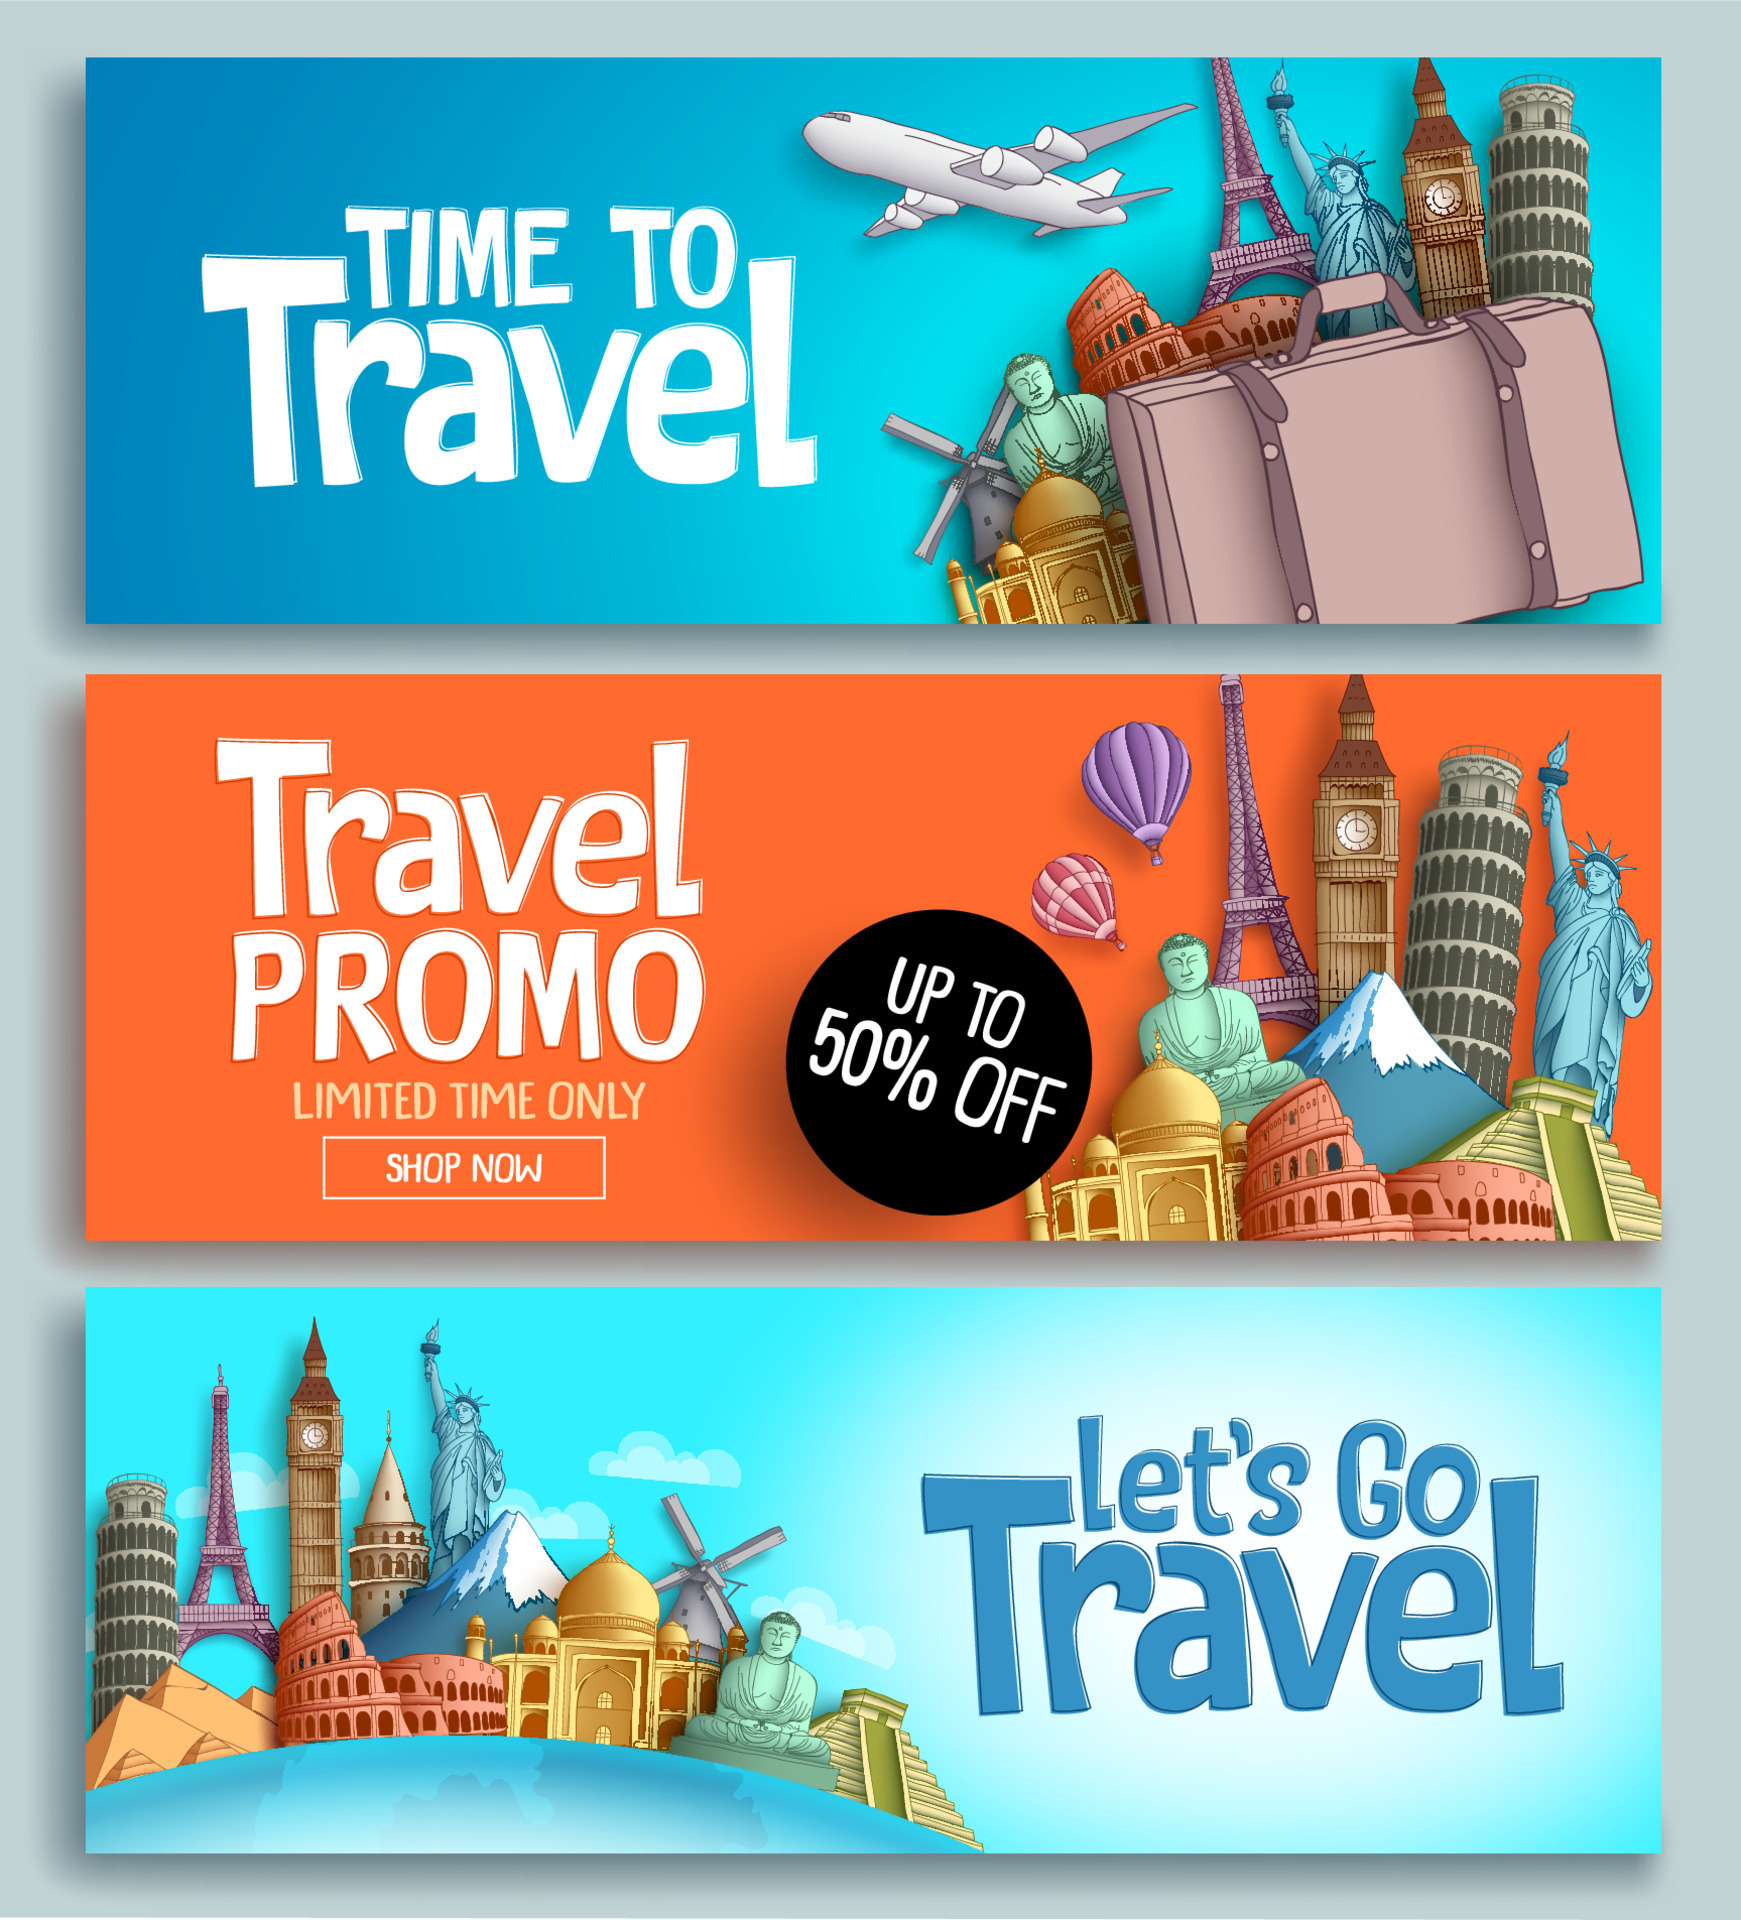 TIME TO
Travel
Travel
PROMO
LIMITED TIME ONLY
SHOP NOW
UP TO
50% OFF
Let's Go
Travel